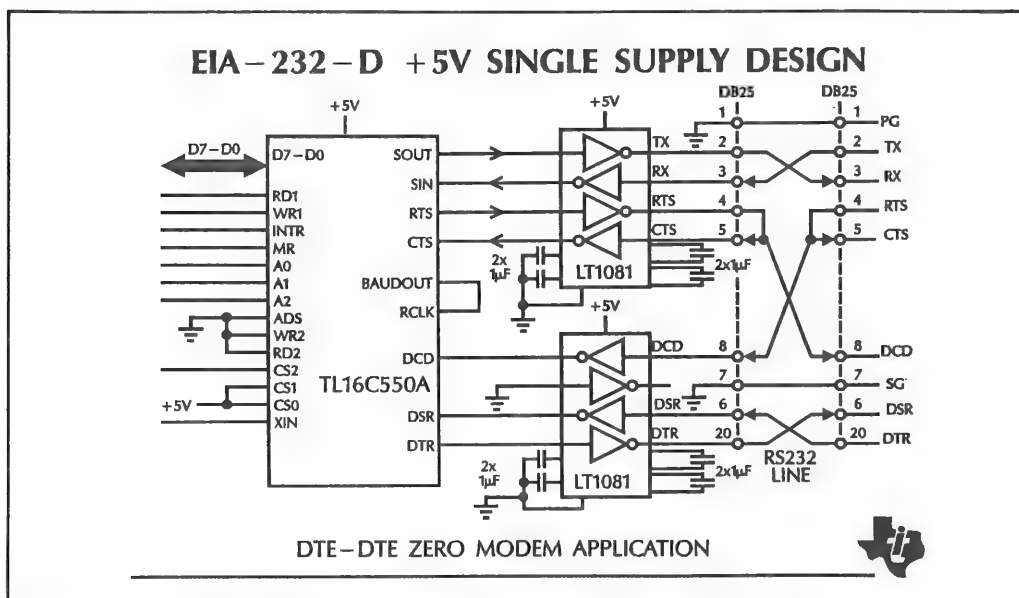 EIA-232-D +5V SINGLE SUPPLY DESIGN
DB25 DB25
+5V +5V
1 1 PG
D7-D0 D7-D0 SOUT TX 2 2 TX
SIN RX 3 3 RX
RD1 RTS RTS 4 4 RTS
WR1
INTR CTS CTS 5 5 CTS
MR
A0 2x 1µF LT1081 2x1µF
A1 BAUDOUT
A2 RCLK
ADS +5V
WR2
RD2 DCD DCD 8 8 DCD
CS2 TL16C550A 7 7 SG
CS1
+5V CS0 DSR DSR 6 6 DSR
XIN DTR DTR 20 20 DTR
2x 1µF LT1081 2x1µF RS232 LINE
DTE-DTE ZERO MODEM APPLICATION
i